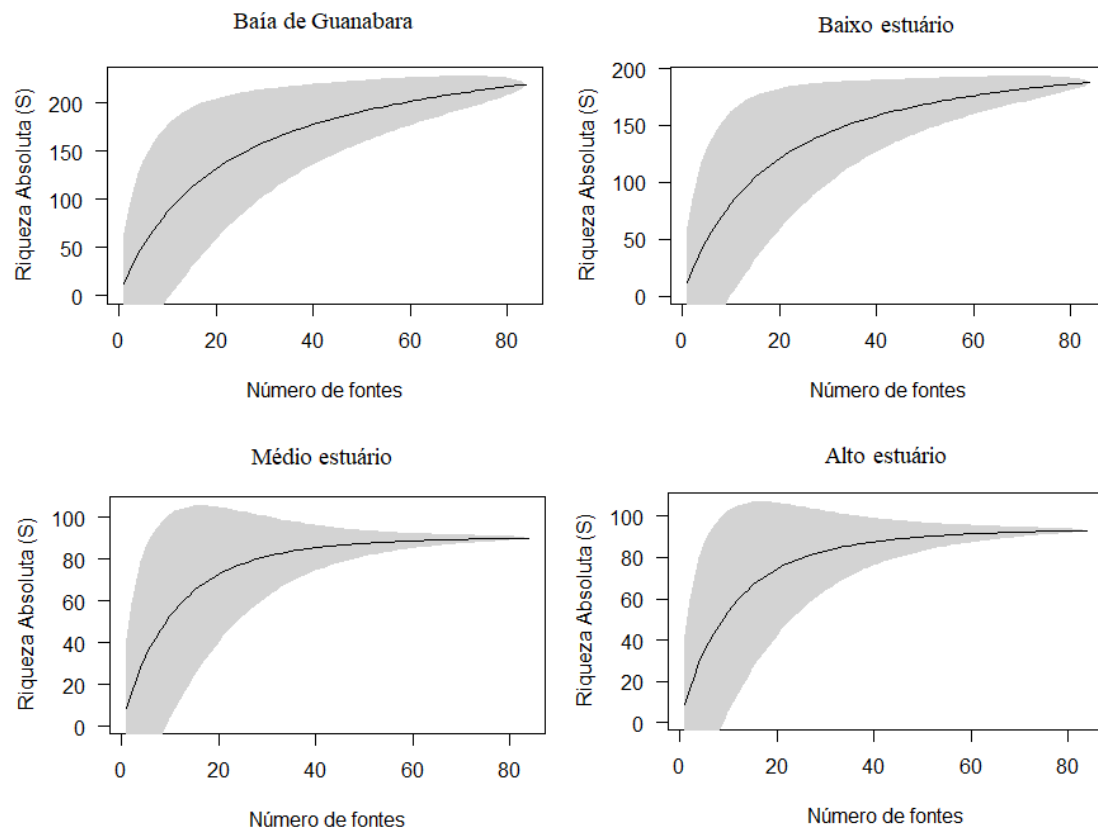 Baía de Guanabara
Riqueza Absoluta (S)
200
150
100
50
0
0 20 40 60 80
Número de fontes
Baixo estuário
Riqueza Absoluta (S)
200
150
100
50
0
0 20 40 60 80
Número de fontes
Médio estuário
Riqueza Absoluta (S)
100
80
60
40
20
0
0 20 40 60 80
Número de fontes
Alto estuário
Riqueza Absoluta (S)
100
80
60
40
20
0
0 20 40 60 80
Número de fontes